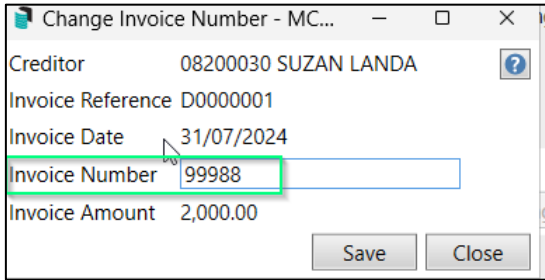 Change Invoice Number - MC...
Creditor 08200030 SUZAN LANDA
Invoice Reference D0000001
Invoice Date 31/07/2024
Invoice Number 99988
Invoice Amount 2,000.00
Save Close